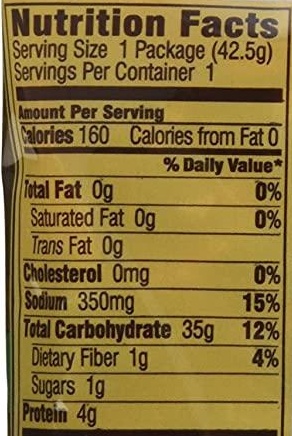 Nutrition Facts
Serving Size 1 Package (42.5g)
Servings Per Container 1
Amount Per Serving
Calories 160 Calories from Fat 0
% Daily Value*
Total Fat 0g 0%
Saturated Fat 0g 0%
Trans Fat 0g
Cholesterol 0mg 0%
Sodium 350mg 15%
Total Carbohydrate 35g 12%
Dietary Fiber 1g 4%
Sugars 1g
Protein 4g